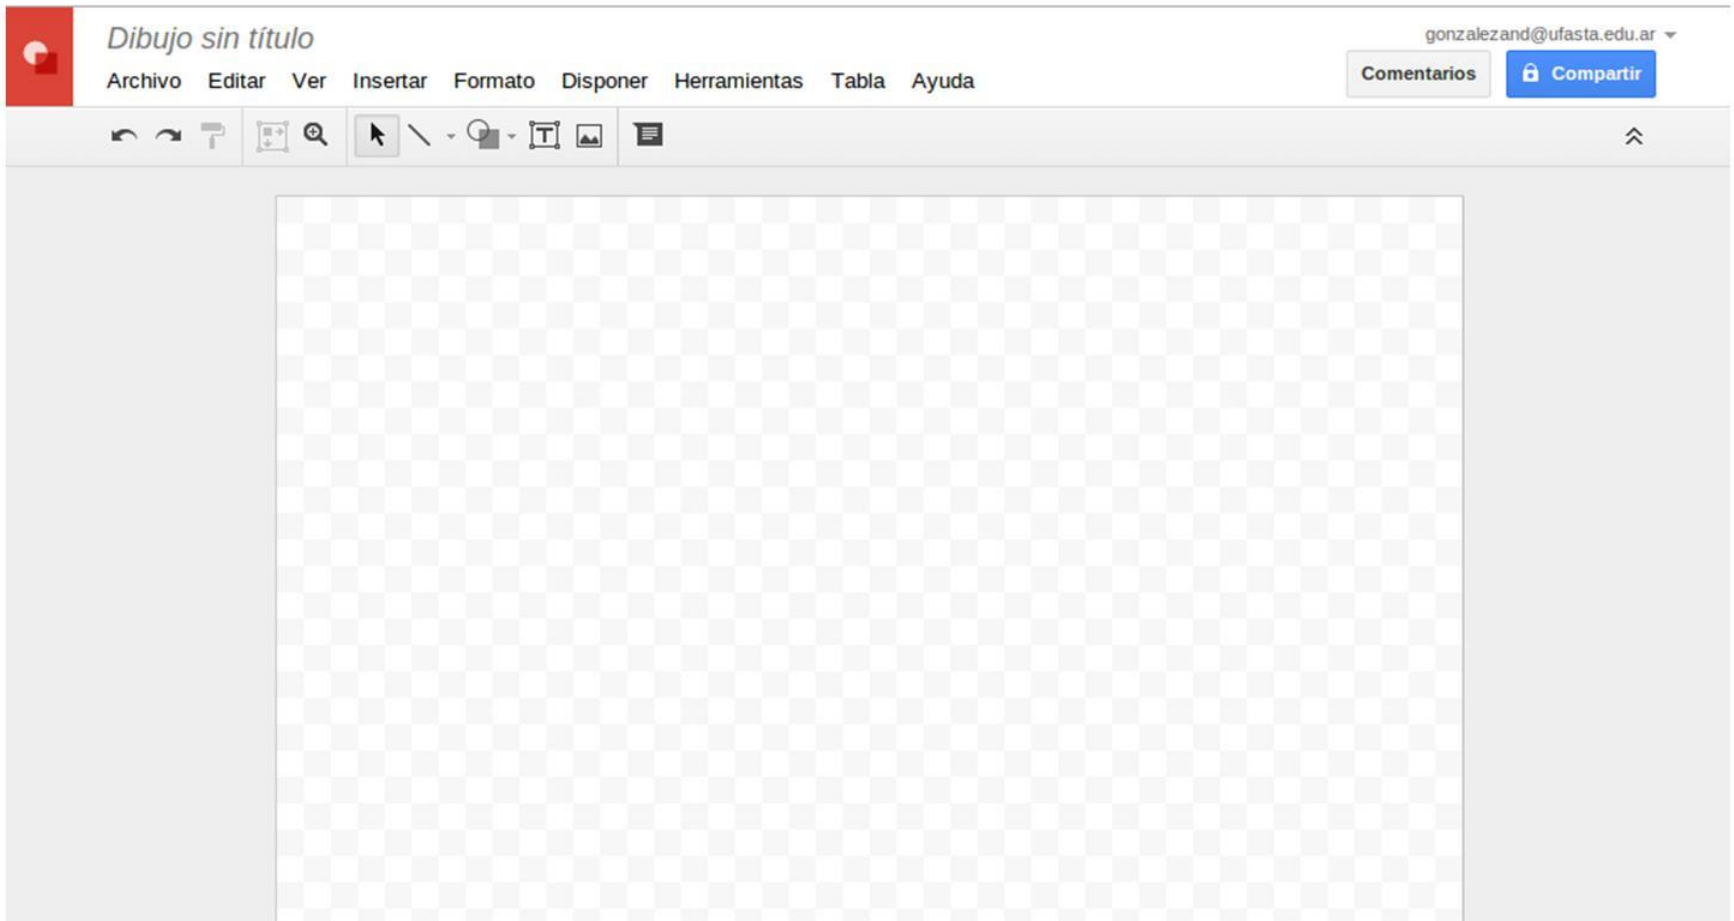 Dibujo sin título
gonzalezand@ufasta.edu.ar
Archivo Editar Ver Insertar Formato Disponer Herramientas Tabla Ayuda
Comentarios Compartir
T